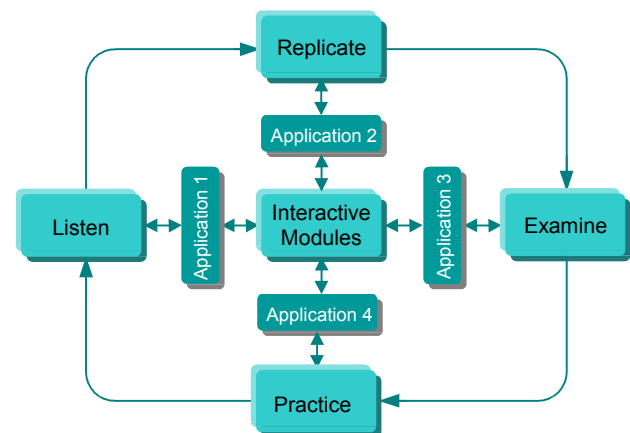 Replicate
Application 2
Listen
Application 1
Interactive
Modules
Application 3
Examine
Application 4
Practice